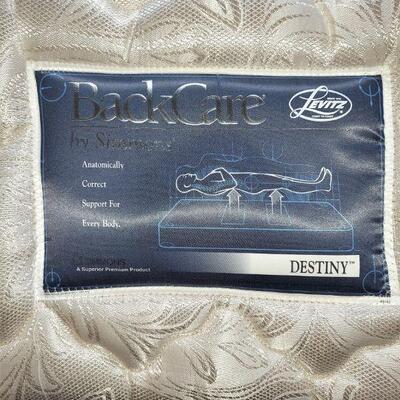 BackCare®
by Simmons®
LEVITZ
Anatomically
Correct
Support For
Every Body.
SIMMONS
A Superior Premium Product
DESTINY™